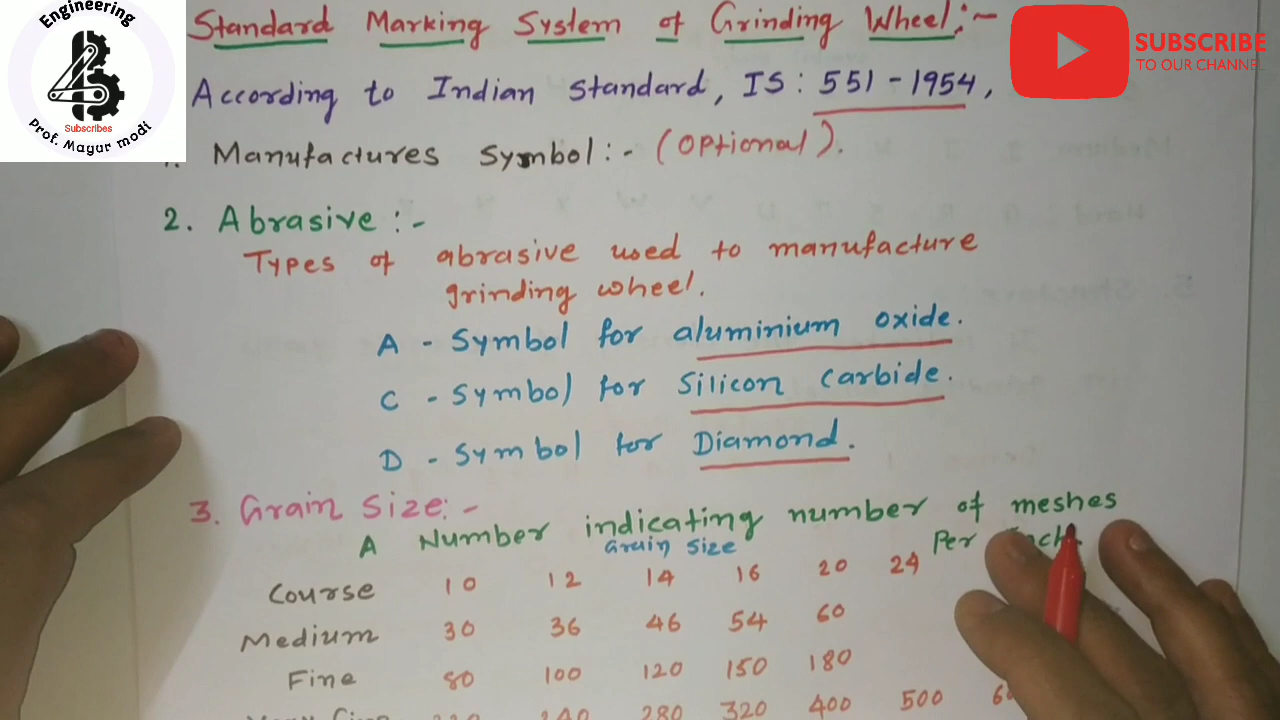 Engineering
Subscribes
Prof. Mayur modi
SUBSCRIBE
TO OUR CHANNEL
Standard Marking System of Grinding Wheel:-
According to Indian Standard, IS: 551-1954,
Manufactures Symbol:- (Optional).
2. Abrasive:-
Types of abrasive used to manufacture
grinding wheel.
A - Symbol for aluminium oxide.
C - Symbol for Silicon Carbide.
D - Symbol for Diamond.
3. Grain Size:-
A Number indicating number of meshes
Per Inch.
Grain Size
Course 10 12 14 16 20 24
Medium 30 36 46 54 60
Fine 80 100 120 150 180
240 280 320 400 500